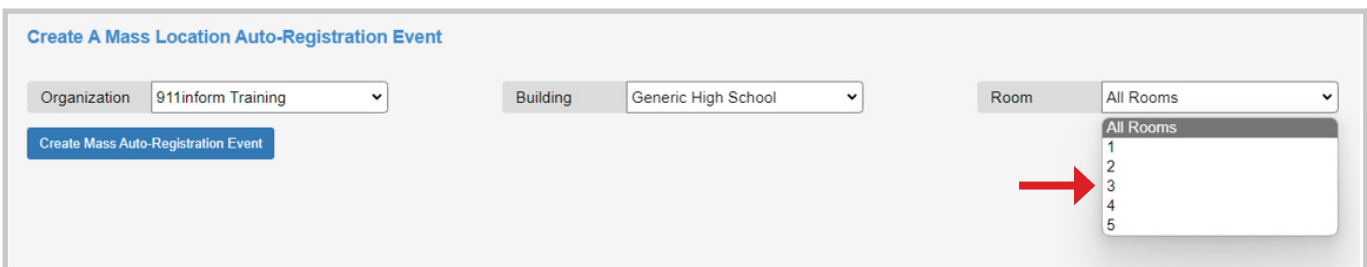 Create A Mass Location Auto-Registration Event
Organization 911inform Training Building Generic High School Room All Rooms
Create Mass Auto-Registration Event
All Rooms
1
2
3
4
5